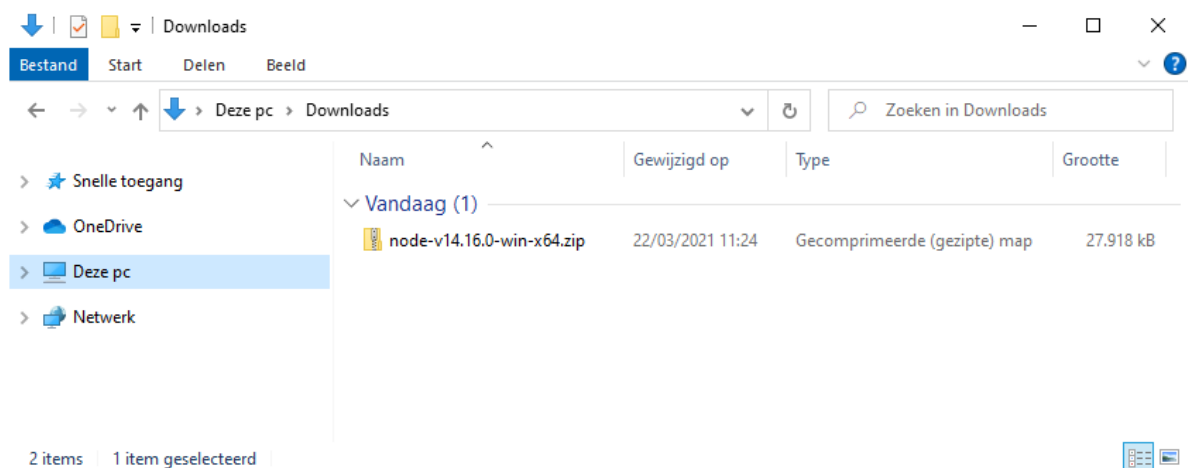 Downloads
Bestand Start Delen Beeld
?
Deze pc Downloads Zoeken in Downloads
Naam Gewijzigd op Type Grootte
Snelle toegang
OneDrive
Deze pc
Netwerk
Vandaag (1)
node-v14.16.0-win-x64.zip 22/03/2021 11:24 Gecomprimeerde (gezipte) map 27.918 kB
2 items 1 item geselecteerd